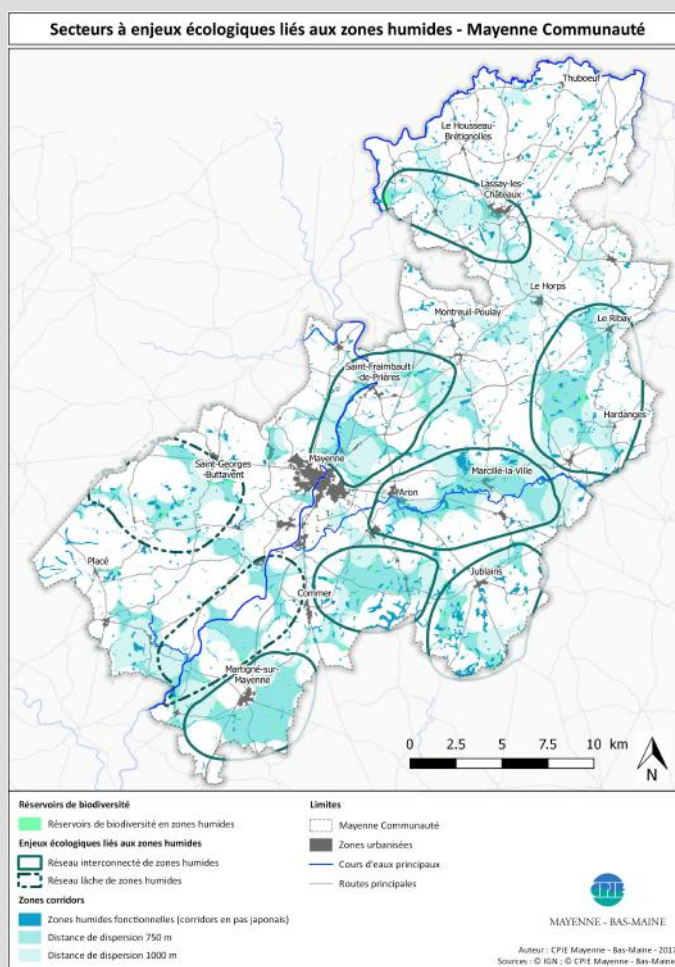 Secteurs à enjeux écologiques liés aux zones humides - Mayenne Communauté
Thuboeuf
Le Housseau-
Brétignolles
Lassay-les-
Châteaux
Le Horps
Montreuil-Poulay
Le Ribay
Saint-Fraimbault
de-Prières
Hardanges
Mayenne
Saint-Georges-
Buttavent
Marcillé-la-Ville
Aron
Placé
Jublains
Commer
Martigné-sur-
Mayenne
0 2.5 5 7.5 10 km
N
Réservoirs de biodiversité
Réservoirs de biodiversité en zones humides
Enjeux écologiques liés aux zones humides
Réseau interconnecté de zones humides
Réseau lâche de zones humides
Zones corridors
Zones humides fonctionnelles (corridors en pas japonais)
Distance de dispersion 750 m
Distance de dispersion 1000 m
Limites
Mayenne Communauté
Zones urbanisées
Cours d'eaux principaux
Routes principales
CPIE
MAYENNE - BAS-MAINE
Auteur : CPIE Mayenne - Bas-Maine - 2017
Sources : © IGN ; © CPIE Mayenne - Bas-Maine